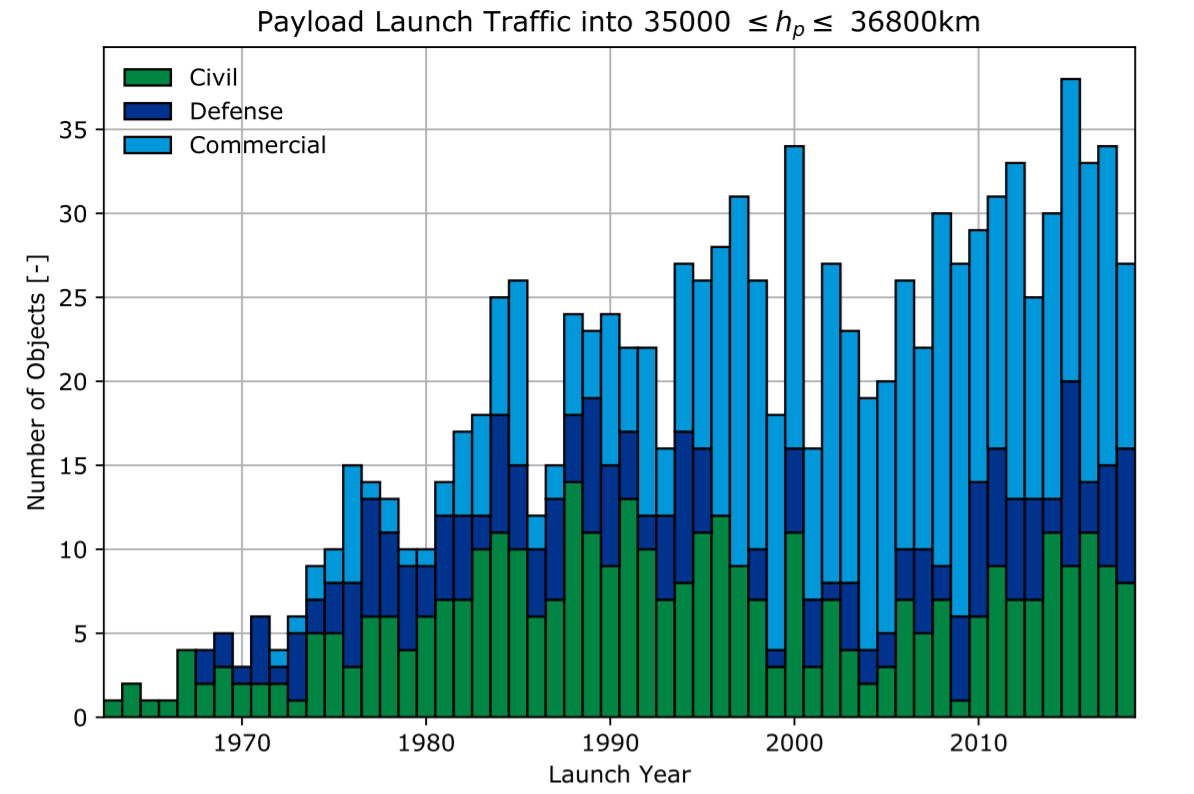 Payload Launch Traffic into 35000 ≤ hₚ ≤ 36800km
Civil
Defense
Commercial
Number of Objects [-]
35
30
25
20
15
10
5
0
1970 1980 1990 2000 2010
Launch Year